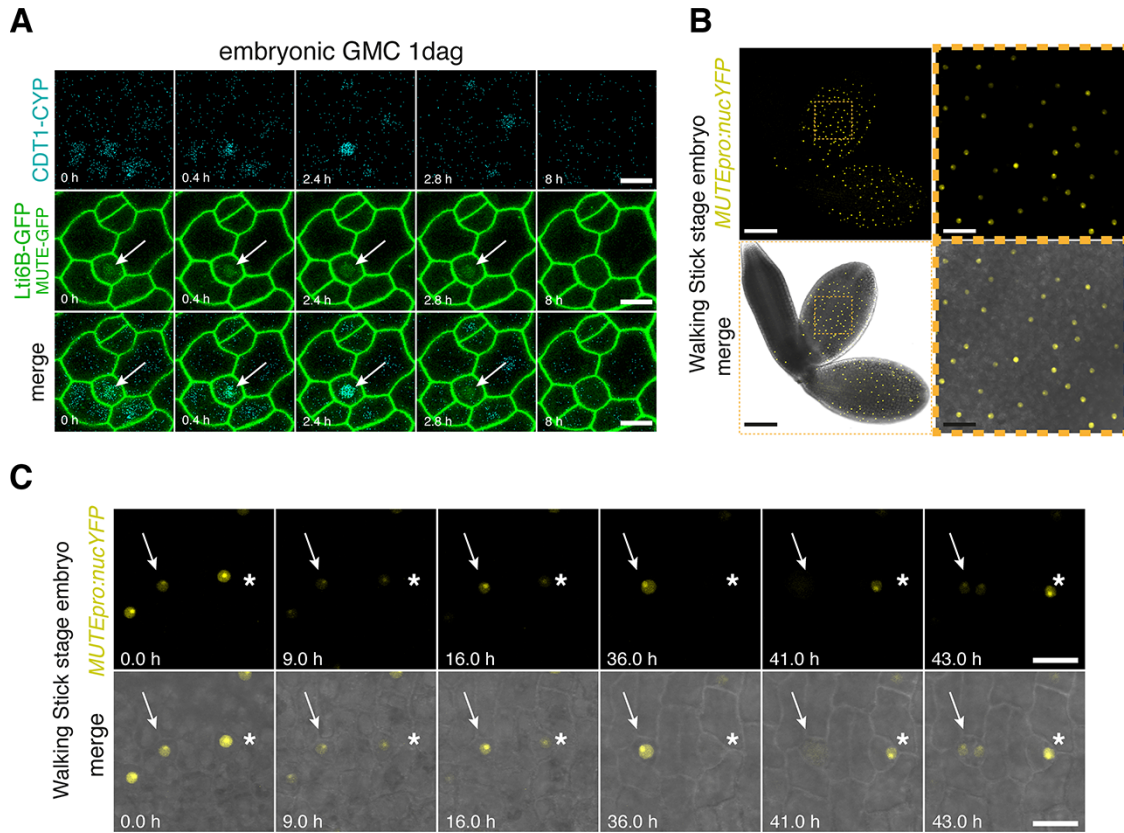 A
embryonic GMC 1dag
CDT1-CYP
0 h
0.4 h
2.4 h
2.8 h
8 h
Lti6B-GFP
MUTE-GFP
0 h
0.4 h
2.4 h
2.8 h
8 h
merge
0 h
0.4 h
2.4 h
2.8 h
8 h
B
Walking Stick stage embryo
MUTEpro:nucYFP
merge
C
Walking Stick stage embryo
MUTEpro:nucYFP
*
*
*
*
*
*
0.0 h
9.0 h
16.0 h
36.0 h
41.0 h
43.0 h
merge
*
*
*
*
*
*
0.0 h
9.0 h
16.0 h
36.0 h
41.0 h
43.0 h